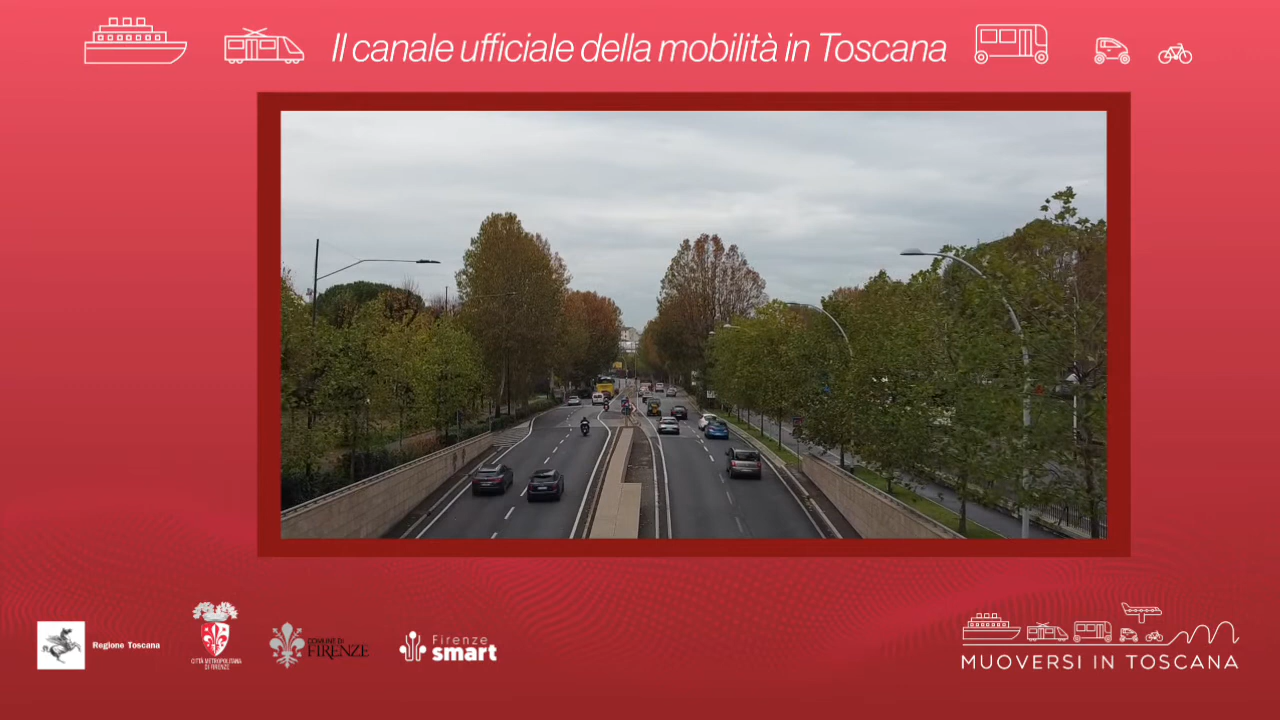 Il canale ufficiale della mobilità in Toscana
Regione Toscana
CITTÀ METROPOLITANA
DI FIRENZE
COMUNE DI
FIRENZE
Firenze
smart
MUOVERSI IN TOSCANA